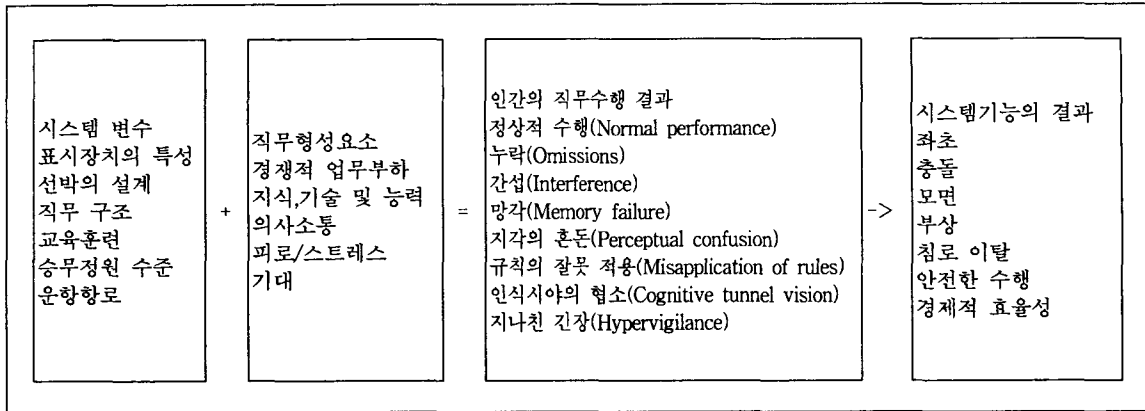 시스템 변수
표시장치의 특성
선박의 설계
직무 구조
교육훈련
승무정원 수준
운항항로
+
직무형성요소
경쟁적 업무부하
지식,기술 및 능력
의사소통
피로/스트레스
기대
=
인간의 직무수행 결과
정상적 수행(Normal performance)
누락(Omissions)
간섭(Interference)
망각(Memory failure)
지각의 혼돈(Perceptual confusion)
규칙의 잘못 적용(Misapplication of rules)
인식시야의 협소(Cognitive tunnel vision)
지나친 긴장(Hypervigilance)
->
시스템기능의 결과
좌초
충돌
모면
부상
침로 이탈
안전한 수행
경제적 효율성